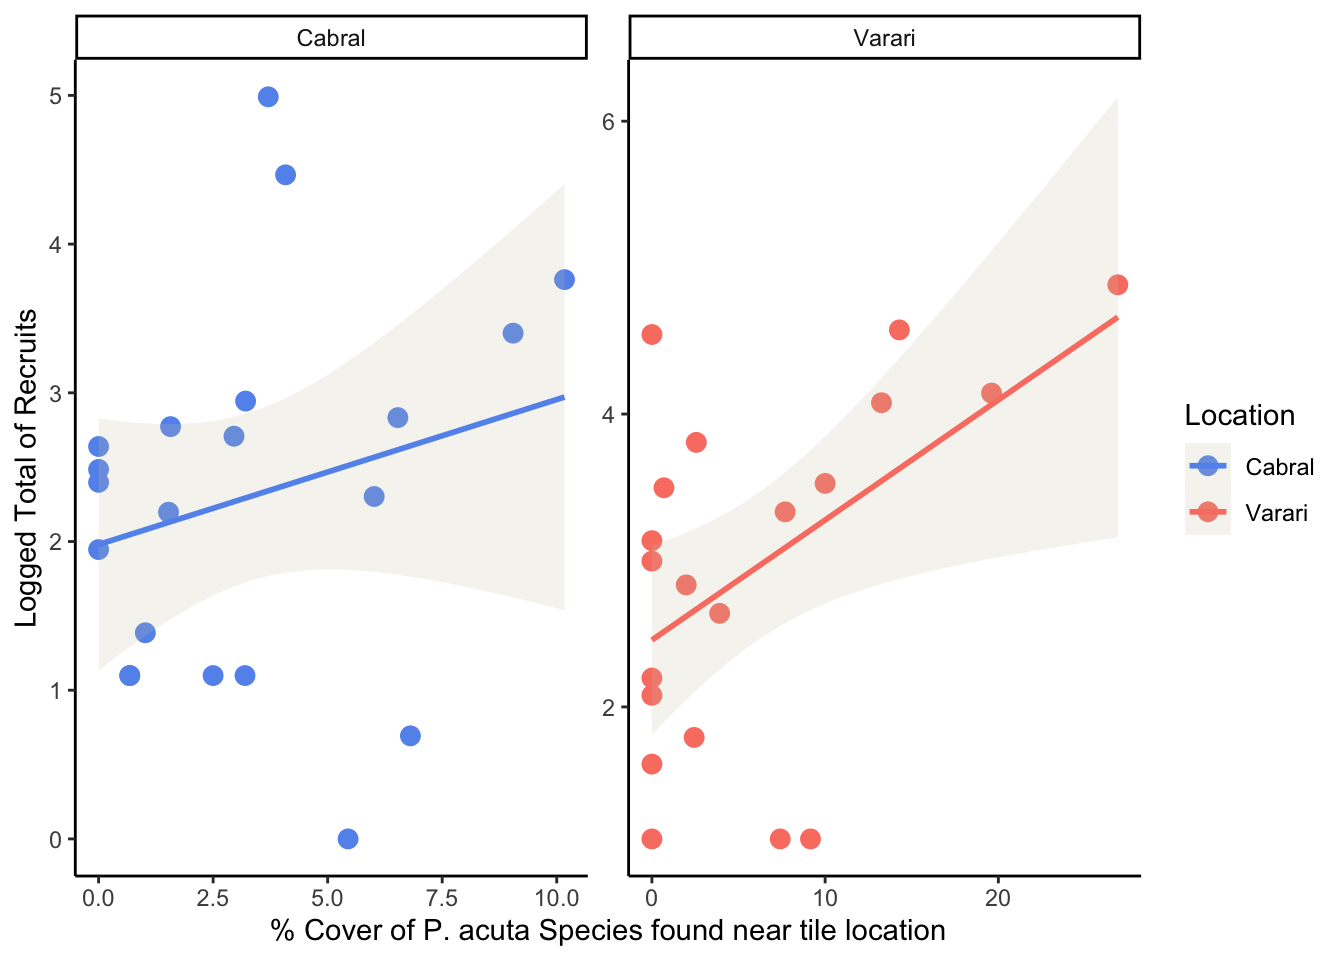 Cabral
Varari
Logged Total of Recruits
5
4
3
2
1
0
6
4
2
0.0 2.5 5.0 7.5 10.0
0 10 20
% Cover of P. acuta Species found near tile location
Location
Cabral
Varari